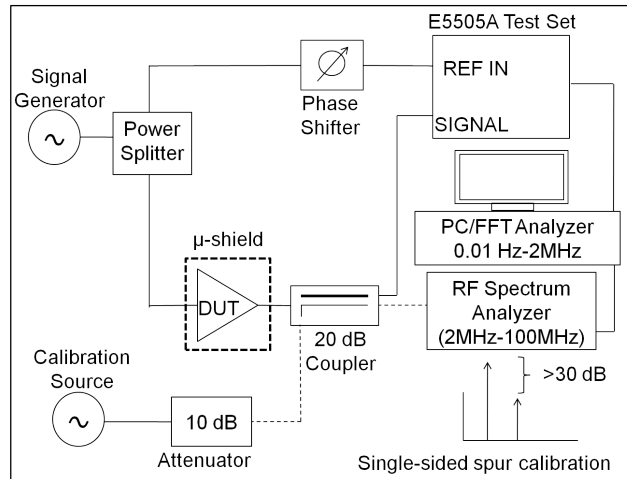 E5505A Test Set
REF IN
SIGNAL
Signal
Generator
~
Power
Splitter
Phase
Shifter
PC/FFT Analyzer
0.01 Hz-2MHz
μ-shield
DUT
20 dB
Coupler
RF Spectrum
Analyzer
(2MHz-100MHz)
Calibration
Source
~
10 dB
Attenuator
>30 dB
Single-sided spur calibration